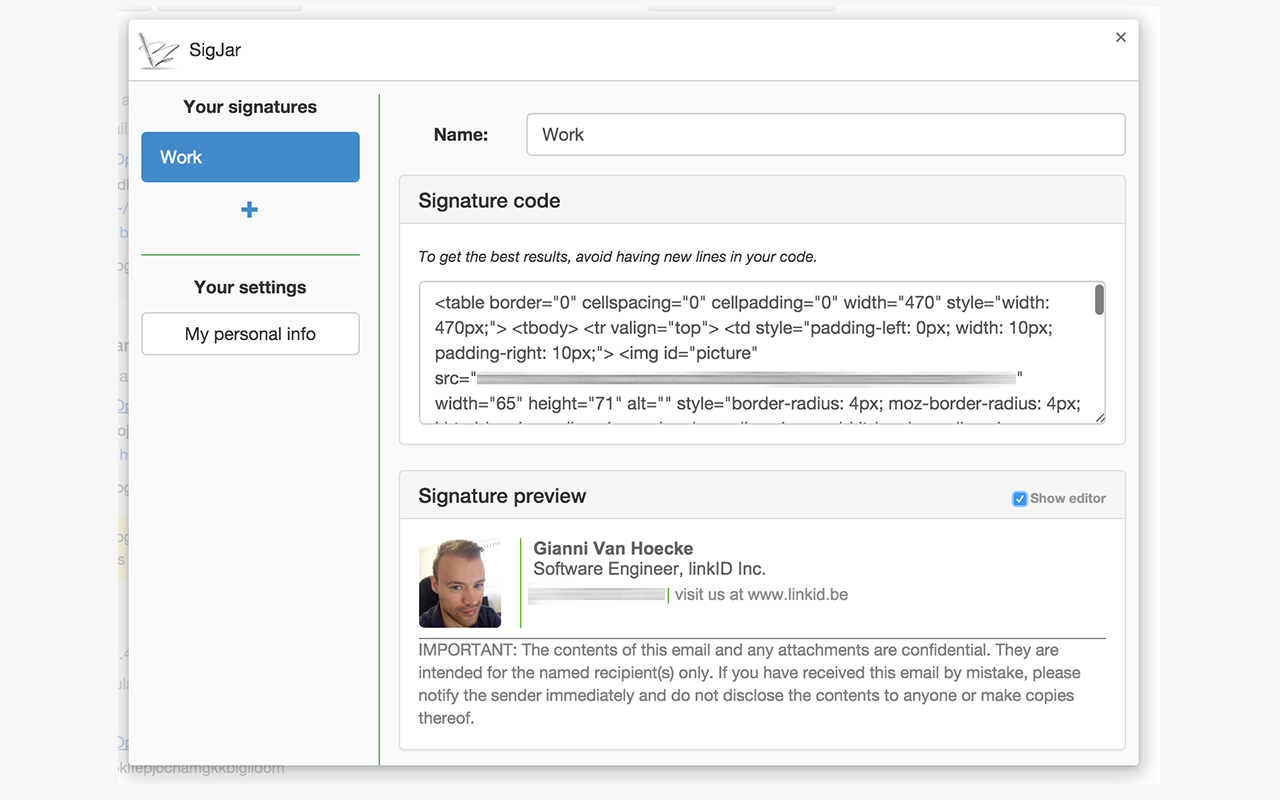 SigJar
×
Your signatures
Work
+
Your settings
My personal info
Name:
Work
Signature code
To get the best results, avoid having new lines in your code.
<table border="0" cellspacing="0" cellpadding="0" width="470" style="width:
470px;"> <tbody> <tr valign="top"> <td style="padding-left: 0px; width: 10px;
padding-right: 10px;"> <img id="picture"
src=" "
width="65" height="71" alt="" style="border-radius: 4px; moz-border-radius: 4px;
Signature preview
Show editor
Gianni Van Hoecke
Software Engineer, linkID Inc.
| visit us at www.linkid.be
IMPORTANT: The contents of this email and any attachments are confidential. They are
intended for the named recipient(s) only. If you have received this email by mistake, please
notify the sender immediately and do not disclose the contents to anyone or make copies
thereof.